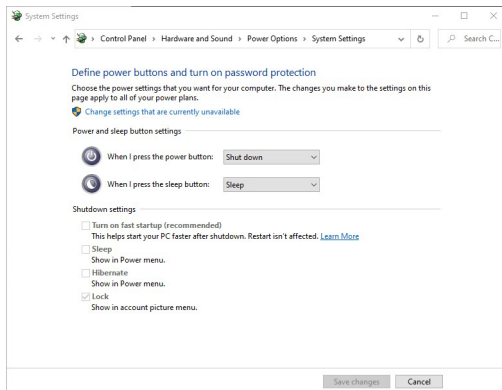 System Settings
Control Panel > Hardware and Sound > Power Options > System Settings
Search C...
Define power buttons and turn on password protection
Choose the power settings that you want for your computer. The changes you make to the settings on this
page apply to all of your power plans.
Change settings that are currently unavailable
Power and sleep button settings
When I press the power button: Shut down
When I press the sleep button: Sleep
Shutdown settings
Turn on fast startup (recommended)
This helps start your PC faster after shutdown. Restart isn't affected. Learn More
Sleep
Show in Power menu.
Hibernate
Show in Power menu.
Lock
Show in account picture menu.
Save changes Cancel